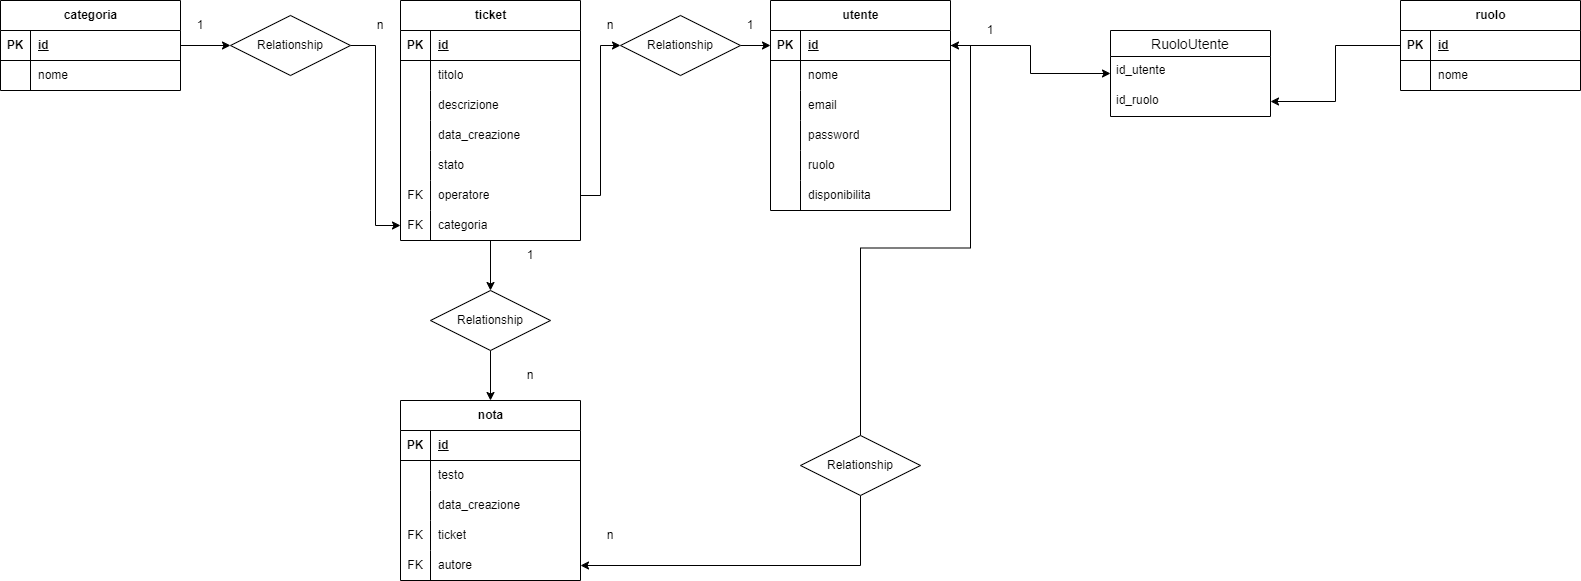 categoria
PK id
nome
1
Relationship
n
ticket
PK id
titolo
descrizione
data_creazione
stato
FK operatore
FK categoria
n
Relationship
1
utente
PK id
nome
email
password
ruolo
disponibilita
1
RuoloUtente
id_utente
id_ruolo
ruolo
PK id
nome
1
Relationship
n
nota
PK id
testo
data_creazione
FK ticket
FK autore
Relationship
n